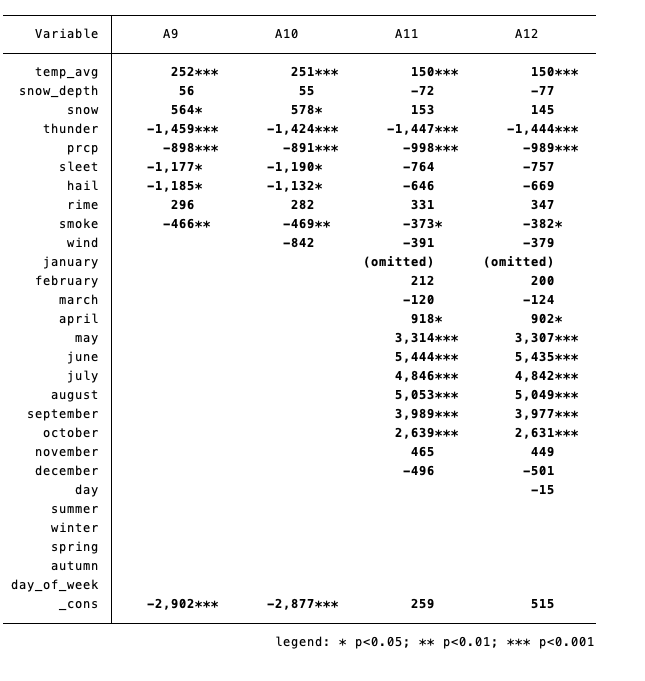 Variable A9 A10 A11 A12
temp_avg 252*** 251*** 150*** 150***
snow_depth 56 55 −72 −77
snow 564* 578* 153 145
thunder −1,459*** −1,424*** −1,447*** −1,444***
prcp −898*** −891*** −998*** −989***
sleet −1,177* −1,190* −764 −757
hail −1,185* −1,132* −646 −669
rime 296 282 331 347
smoke −466** −469** −373* −382*
wind −842 −391 −379
january (omitted) (omitted)
february 212 200
march −120 −124
april 918* 902*
may 3,314*** 3,307***
june 5,444*** 5,435***
july 4,846*** 4,842***
august 5,053*** 5,049***
september 3,989*** 3,977***
october 2,639*** 2,631***
november 465 449
december −496 −501
day −15
summer
winter
spring
autumn
day_of_week
_cons −2,902*** −2,877*** 259 515
legend: * p<0.05; ** p<0.01; *** p<0.001